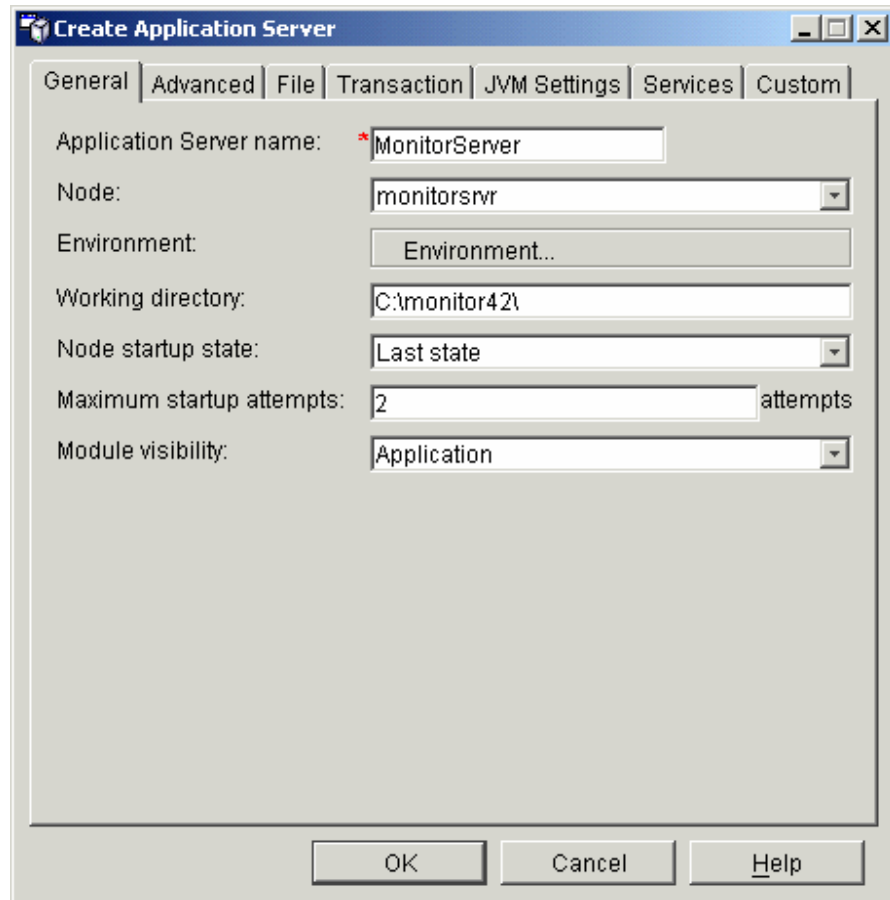 Create Application Server
General Advanced File Transaction JVM Settings Services Custom
Application Server name: *MonitorServer
Node: monitorsrvr
Environment: Environment...
Working directory: C:\monitor42\
Node startup state: Last state
Maximum startup attempts: 2 attempts
Module visibility: Application
OK Cancel Help